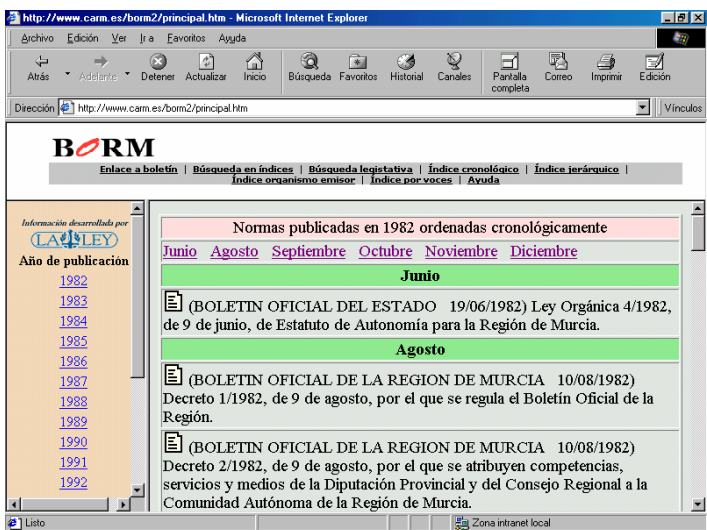 http://www.carm.es/borm2/principal.htm - Microsoft Internet Explorer
Archivo Edición Ver Ir a Favoritos Ayuda
Atrás Adelante Detener Actualizar Inicio Búsqueda Favoritos Historial Canales Pantalla completa Correo Imprimir Edición
Dirección http://www.carm.es/borm2/principal.htm Vínculos
BORM
Enlace a boletín | Búsqueda en índices | Búsqueda legistativa | Índice cronológico | Índice jerárquico |
Índice organismo emisor | Índice por voces | Ayuda
Información desarrollada por
LA LEY
Año de publicación
1982
1983
1984
1985
1986
1987
1988
1989
1990
1991
1992
Normas publicadas en 1982 ordenadas cronológicamente
Junio Agosto Septiembre Octubre Noviembre Diciembre
Junio
(BOLETIN OFICIAL DEL ESTADO 19/06/1982) Ley Orgánica 4/1982,
de 9 de junio, de Estatuto de Autonomía para la Región de Murcia.
Agosto
(BOLETIN OFICIAL DE LA REGION DE MURCIA 10/08/1982)
Decreto 1/1982, de 9 de agosto, por el que se regula el Boletín Oficial de la
Región.
(BOLETIN OFICIAL DE LA REGION DE MURCIA 10/08/1982)
Decreto 2/1982, de 9 de agosto, por el que se atribuyen competencias,
servicios y medios de la Diputación Provincial y del Consejo Regional a la
Comunidad Autónoma de la Región de Murcia.
Listo Zona intranet local